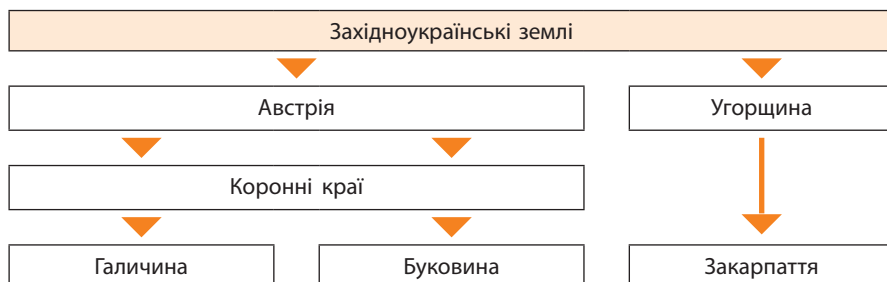 Західноукраїнські землі
Австрія
Угорщина
Коронні краї
Галичина
Буковина
Закарпаття